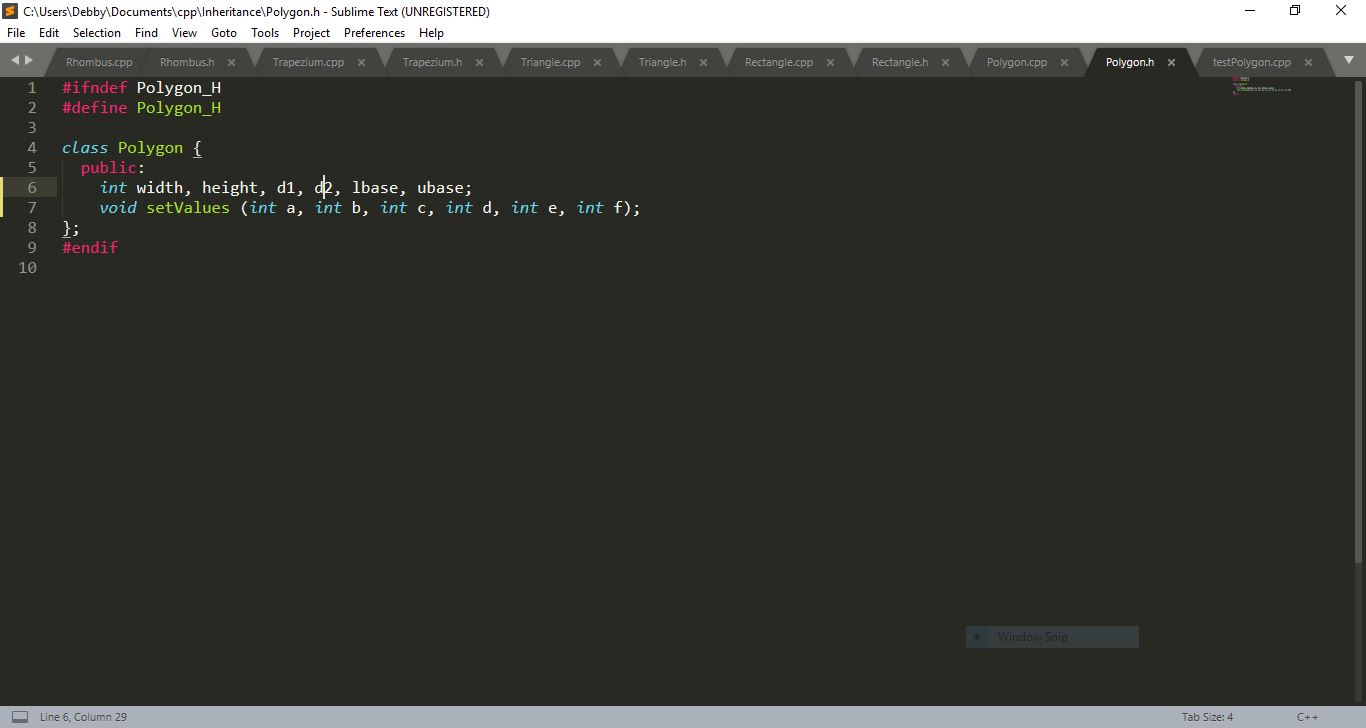 C:\Users\Debby\Documents\cpp\Inheritance\Polygon.h - Sublime Text (UNREGISTERED)
File Edit Selection Find View Goto Tools Project Preferences Help
Rhombus.cpp Rhombus.h Trapezium.cpp Trapezium.h Triangle.cpp Triangle.h Rectangle.cpp Rectangle.h Polygon.cpp Polygon.h testPolygon.cpp
1 #ifndef Polygon_H
2 #define Polygon_H
3
4 class Polygon {
5 public:
6 int width, height, d1, d2, lbase, ubase;
7 void setValues (int a, int b, int c, int d, int e, int f);
8 };
9 #endif
10
Window Snip
Line 6, Column 29 Tab Size: 4 C++